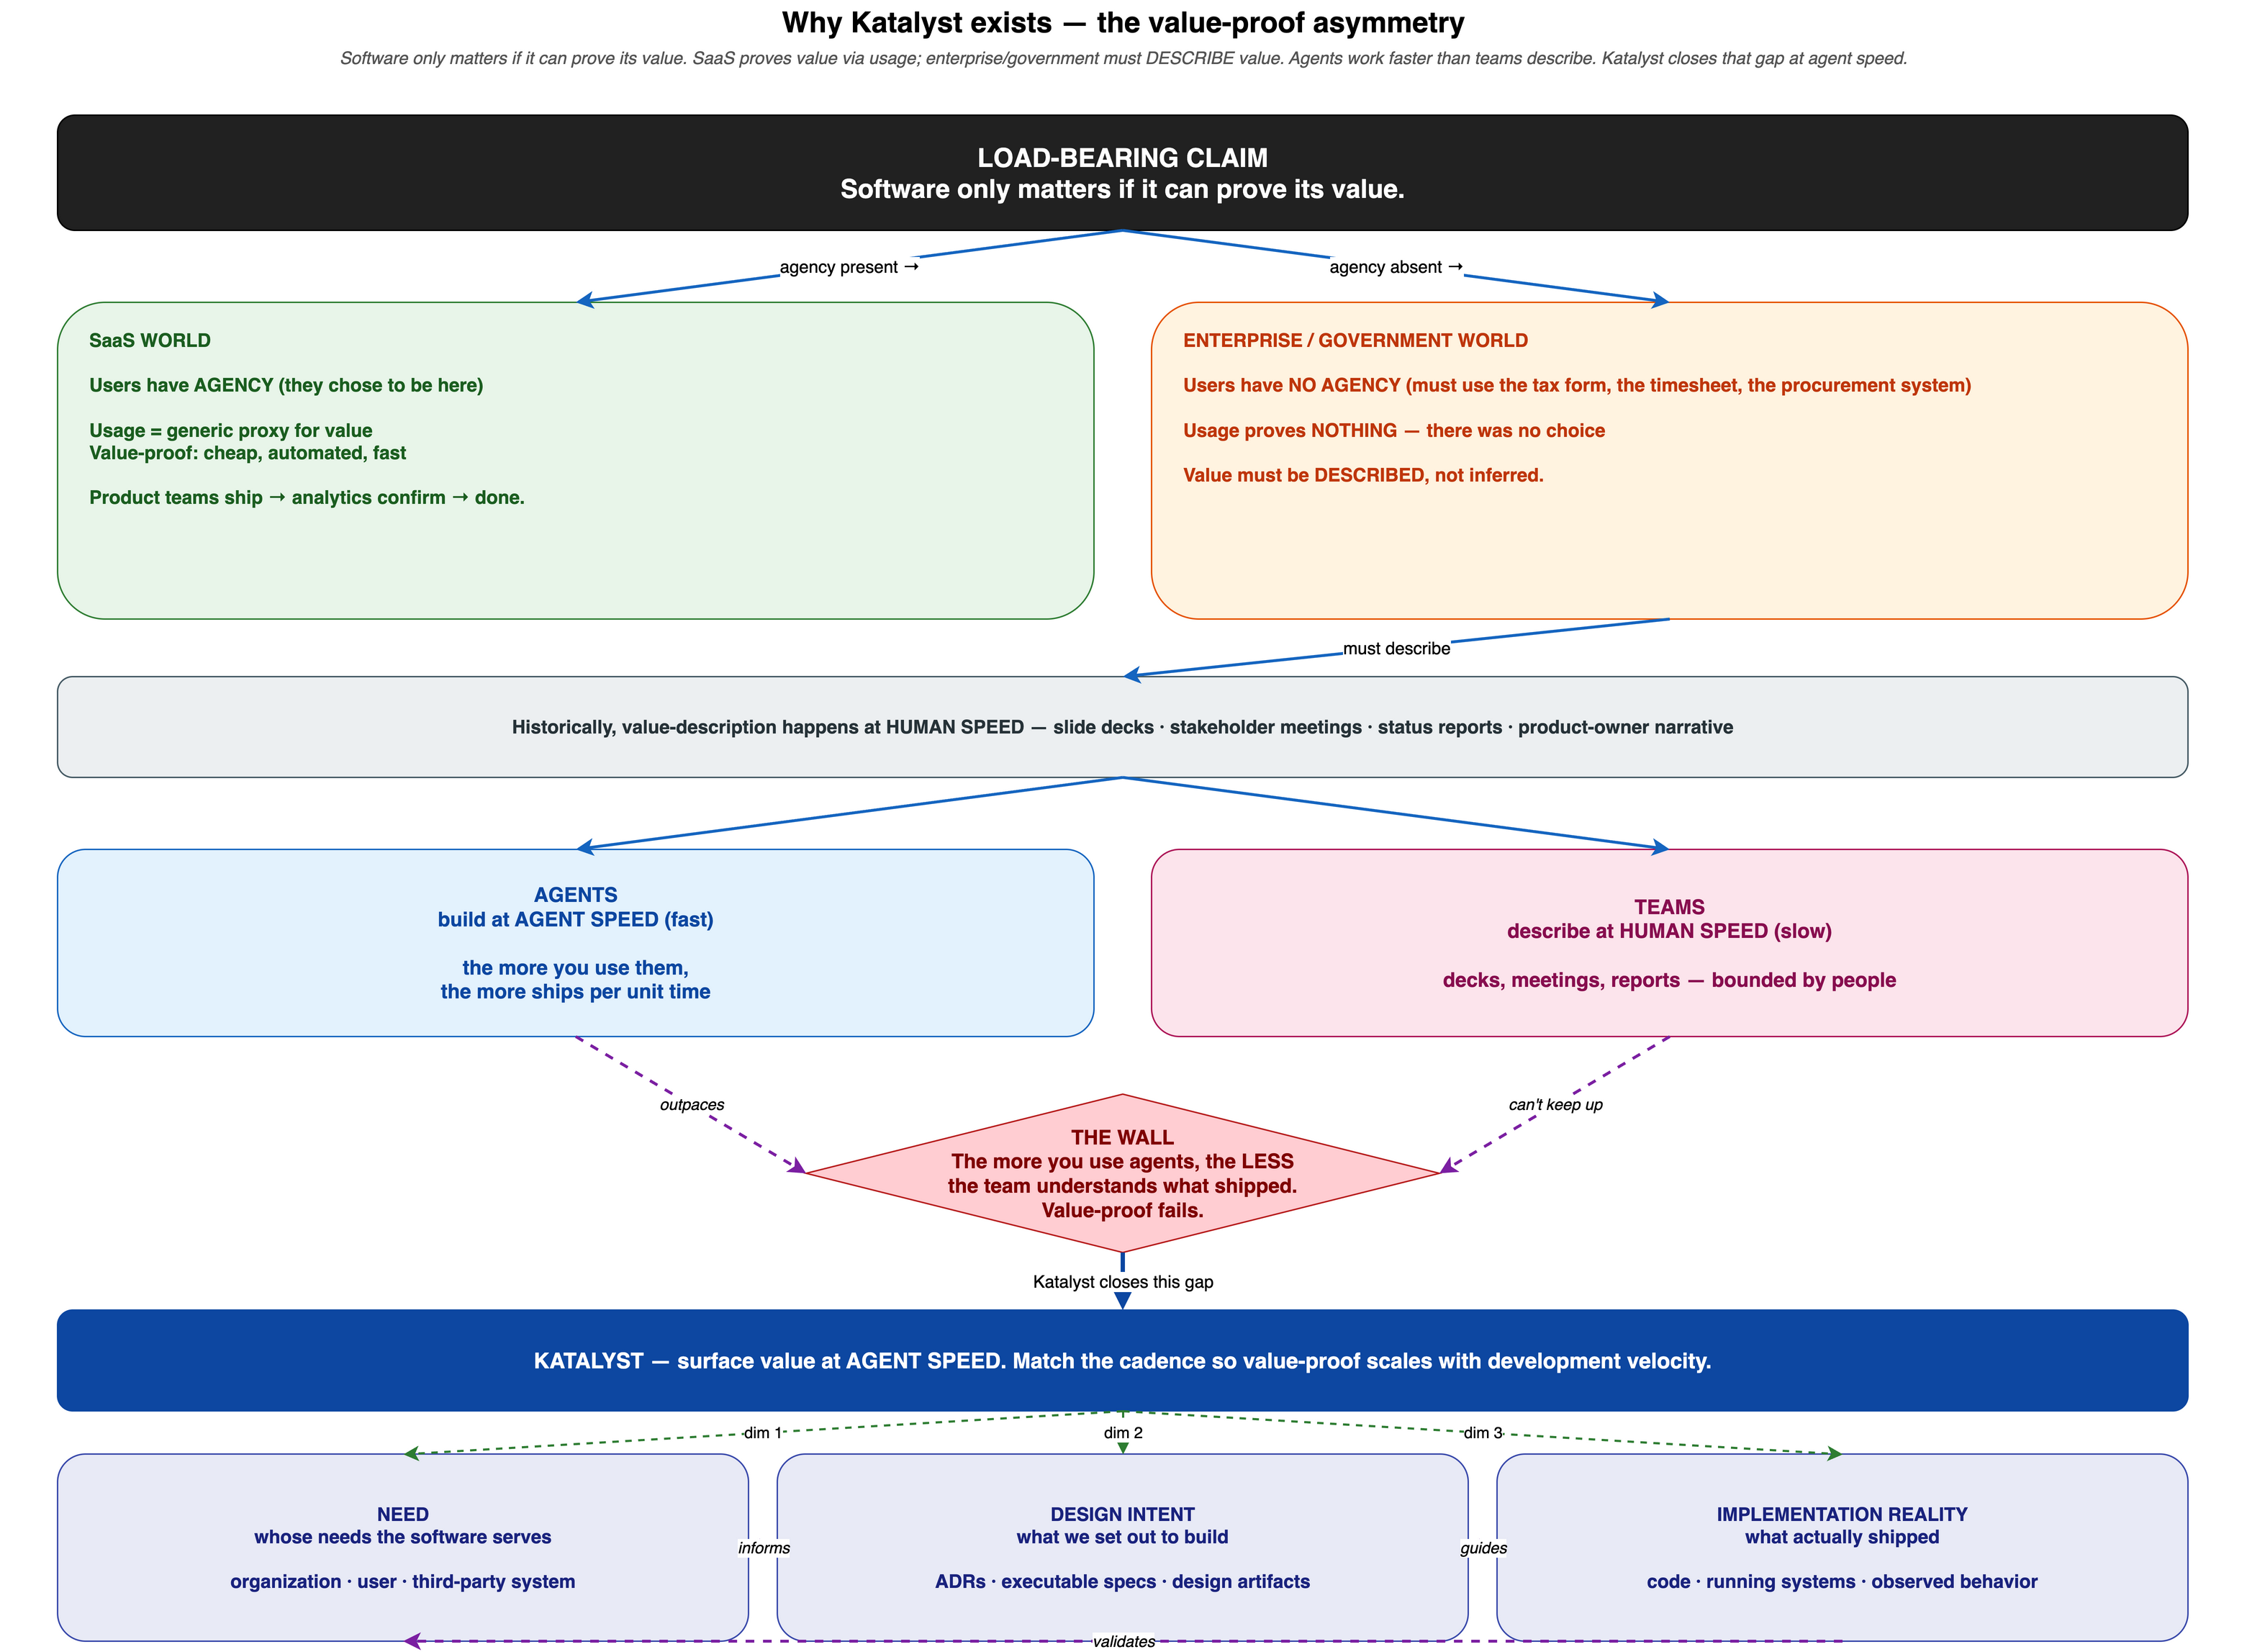 Why Katalyst exists — the value-proof asymmetry
Software only matters if it can prove its value. SaaS proves value via usage; enterprise/government must DESCRIBE value. Agents work faster than teams describe. Katalyst closes that gap at agent speed.
LOAD-BEARING CLAIM
Software only matters if it can prove its value.
agency present →
agency absent →
SaaS WORLD
Users have AGENCY (they chose to be here)
Usage = generic proxy for value
Value-proof: cheap, automated, fast
Product teams ship → analytics confirm → done.
ENTERPRISE / GOVERNMENT WORLD
Users have NO AGENCY (must use the tax form, the timesheet, the procurement system)
Usage proves NOTHING — there was no choice
Value must be DESCRIBED, not inferred.
must describe
Historically, value-description happens at HUMAN SPEED — slide decks · stakeholder meetings · status reports · product-owner narrative
AGENTS
build at AGENT SPEED (fast)
the more you use them,
the more ships per unit time
TEAMS
describe at HUMAN SPEED (slow)
decks, meetings, reports — bounded by people
outpaces
can't keep up
THE WALL
The more you use agents, the LESS
the team understands what shipped.
Value-proof fails.
Katalyst closes this gap
KATALYST — surface value at AGENT SPEED. Match the cadence so value-proof scales with development velocity.
dim 1
dim 2
dim 3
NEED
whose needs the software serves
organization · user · third-party system
informs
DESIGN INTENT
what we set out to build
ADRs · executable specs · design artifacts
guides
IMPLEMENTATION REALITY
what actually shipped
code · running systems · observed behavior
validates